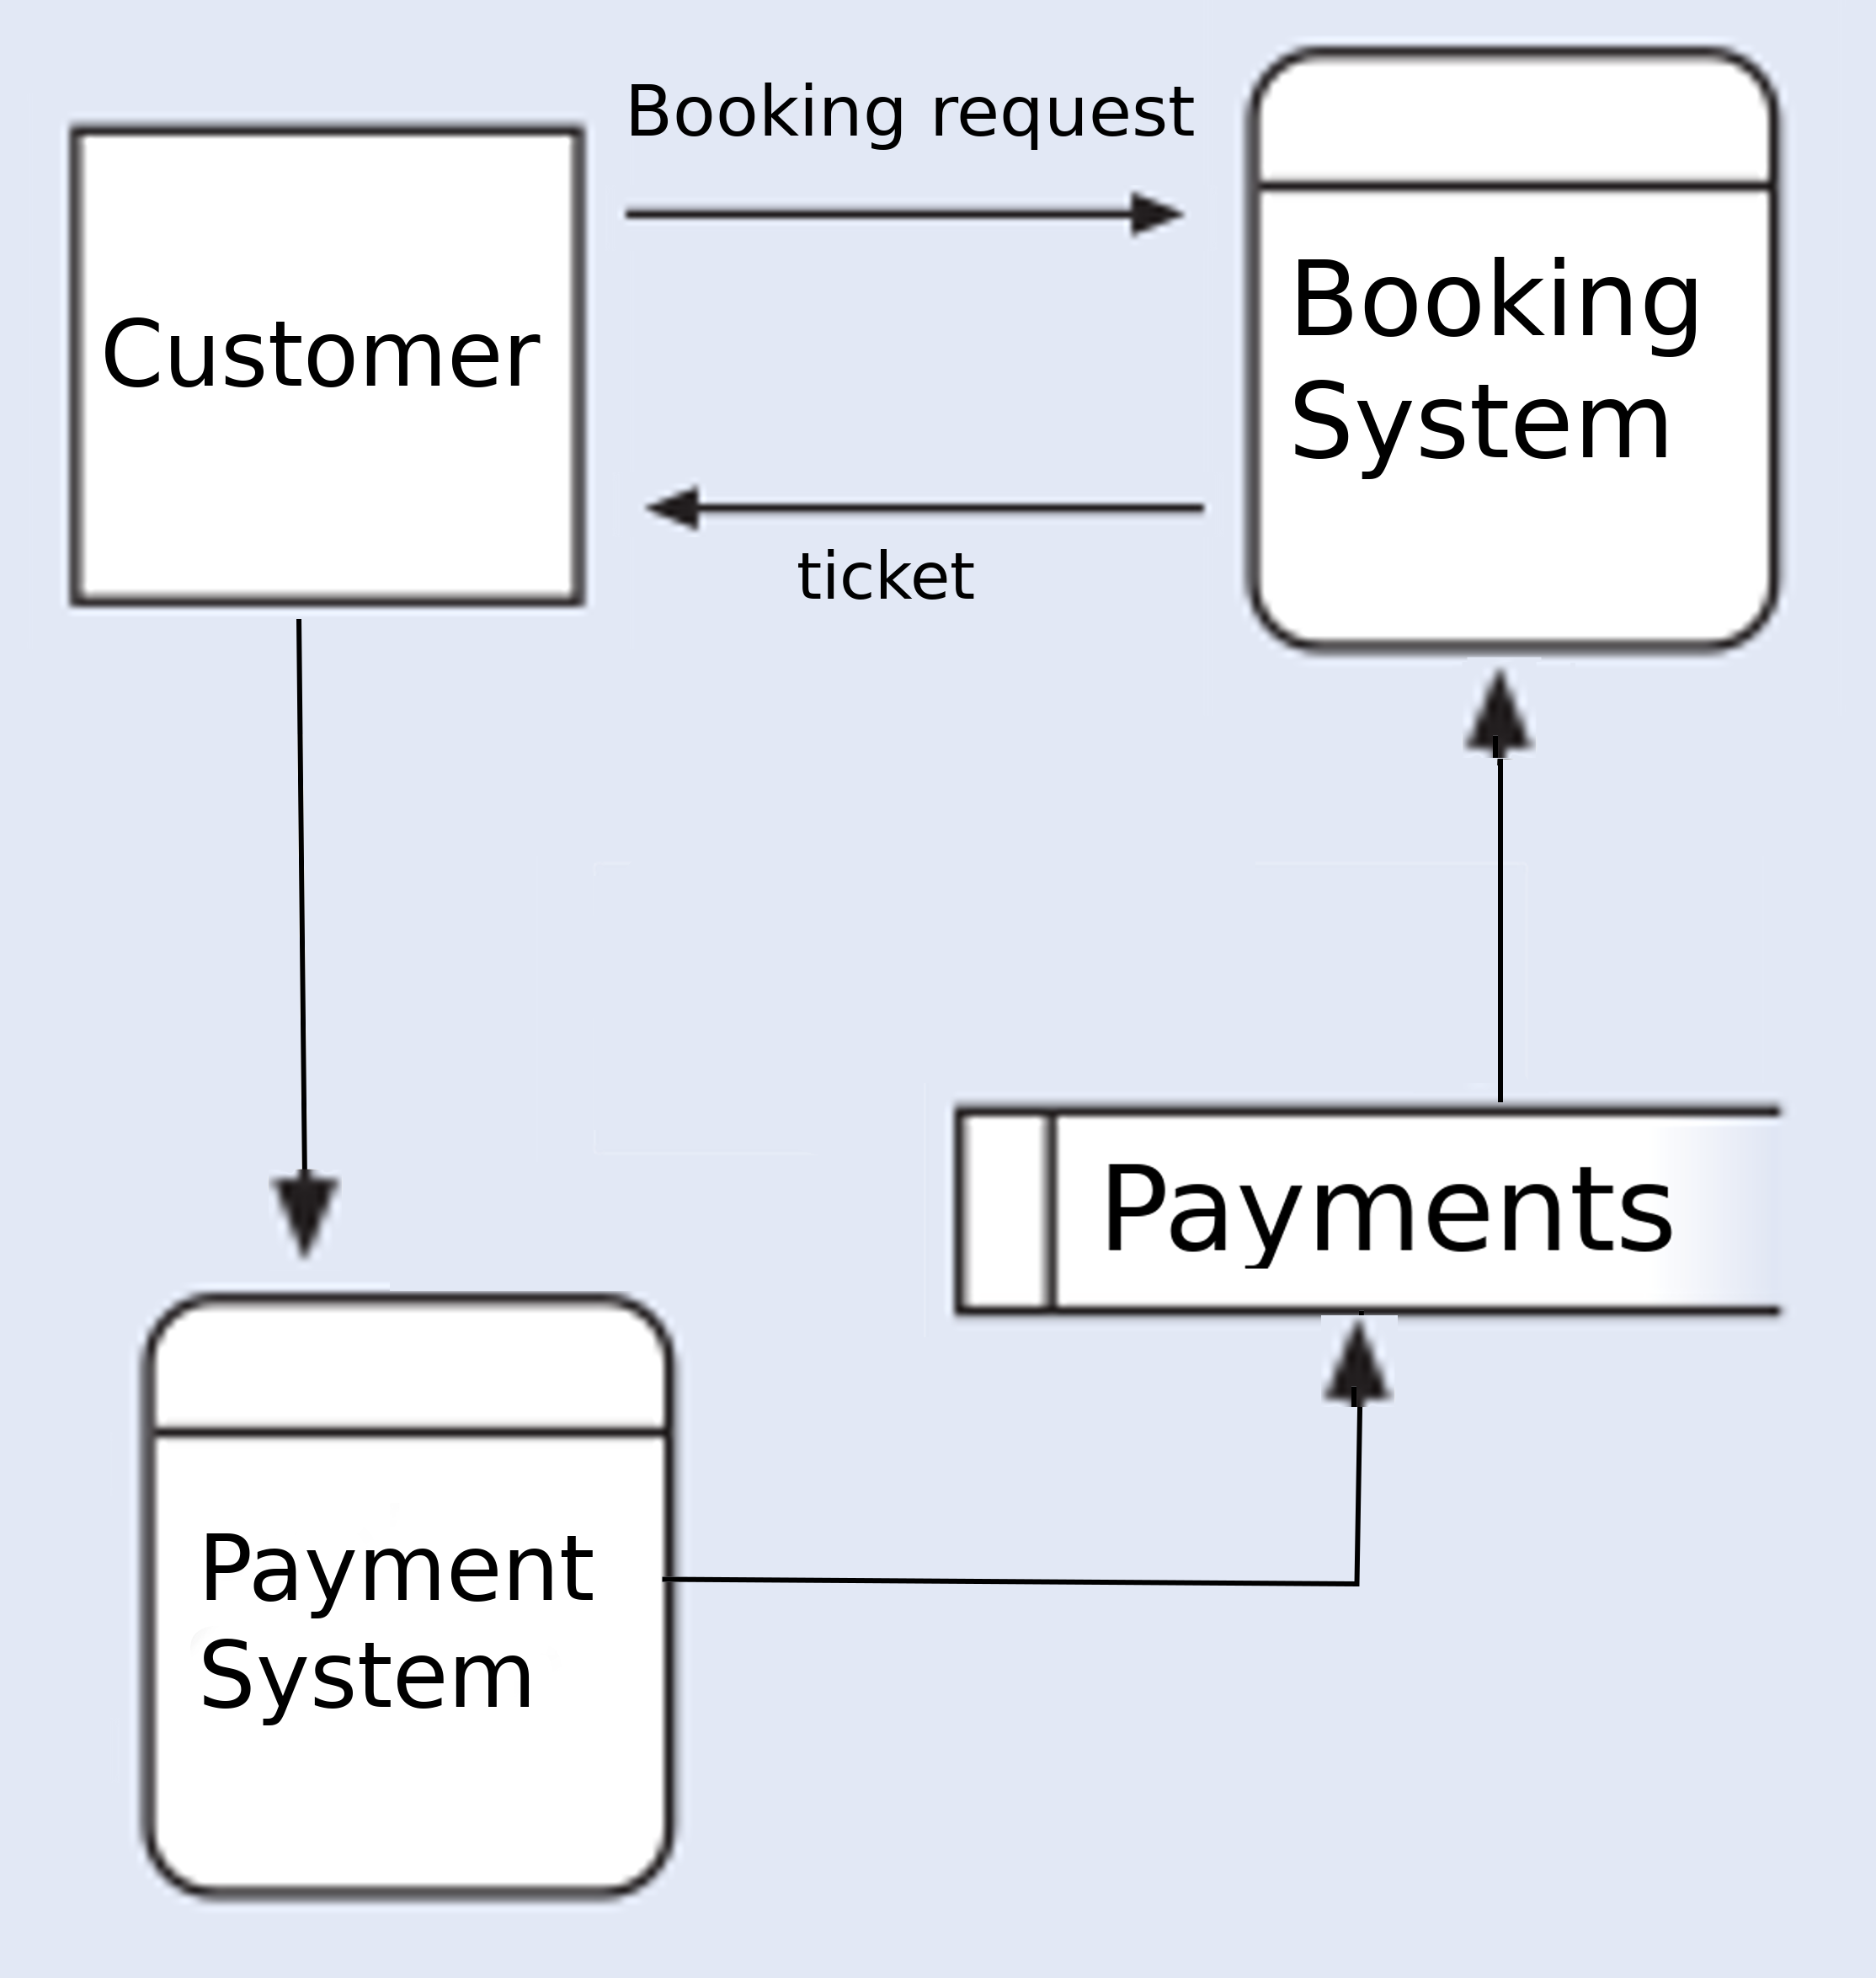 Booking request
Customer
Booking
System
ticket
Payments
Payment
System